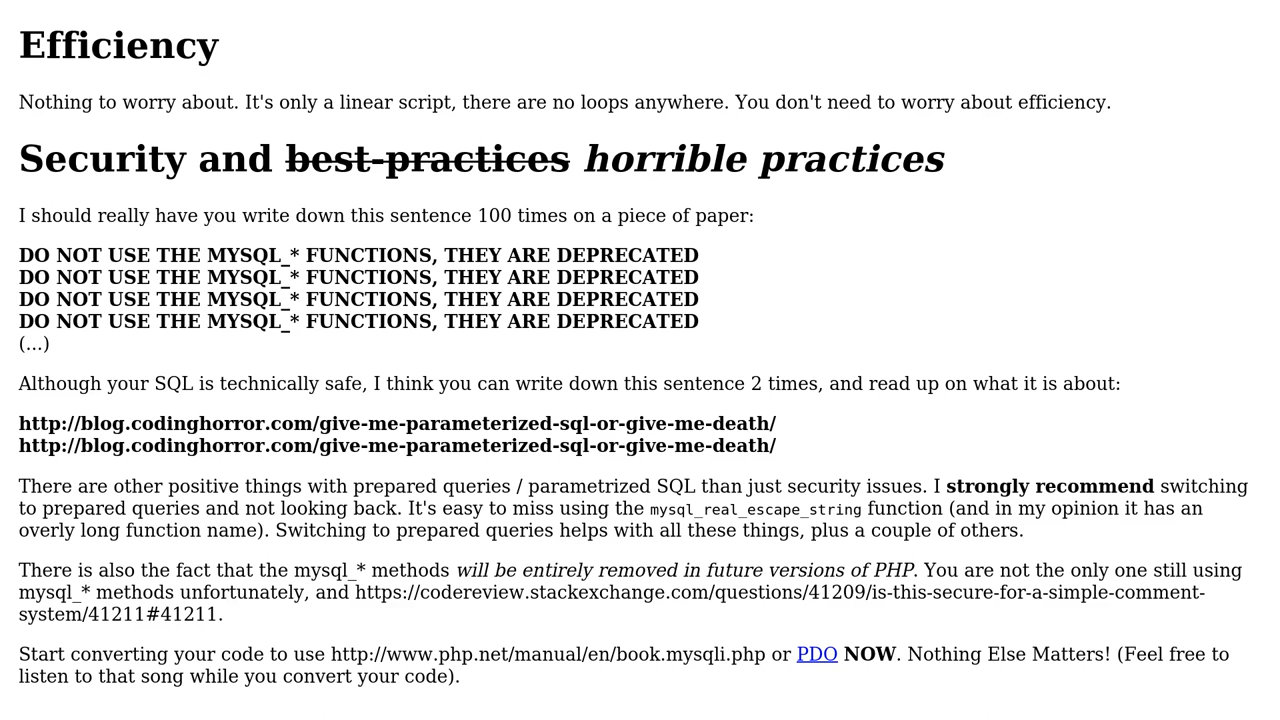 Efficiency
Nothing to worry about. It's only a linear script, there are no loops anywhere. You don't need to worry about efficiency.
Security and best-practices horrible practices
I should really have you write down this sentence 100 times on a piece of paper:
DO NOT USE THE MYSQL_* FUNCTIONS, THEY ARE DEPRECATED
DO NOT USE THE MYSQL_* FUNCTIONS, THEY ARE DEPRECATED
DO NOT USE THE MYSQL_* FUNCTIONS, THEY ARE DEPRECATED
DO NOT USE THE MYSQL_* FUNCTIONS, THEY ARE DEPRECATED
(...)
Although your SQL is technically safe, I think you can write down this sentence 2 times, and read up on what it is about:
http://blog.codinghorror.com/give-me-parameterized-sql-or-give-me-death/
http://blog.codinghorror.com/give-me-parameterized-sql-or-give-me-death/
There are other positive things with prepared queries / parametrized SQL than just security issues. I strongly recommend switching
to prepared queries and not looking back. It's easy to miss using the mysql_real_escape_string function (and in my opinion it has an
overly long function name). Switching to prepared queries helps with all these things, plus a couple of others.
There is also the fact that the mysql_* methods will be entirely removed in future versions of PHP. You are not the only one still using
mysql_* methods unfortunately, and https://codereview.stackexchange.com/questions/41209/is-this-secure-for-a-simple-comment-
system/41211#41211.
Start converting your code to use http://www.php.net/manual/en/book.mysqli.php or PDO NOW. Nothing Else Matters! (Feel free to
listen to that song while you convert your code).